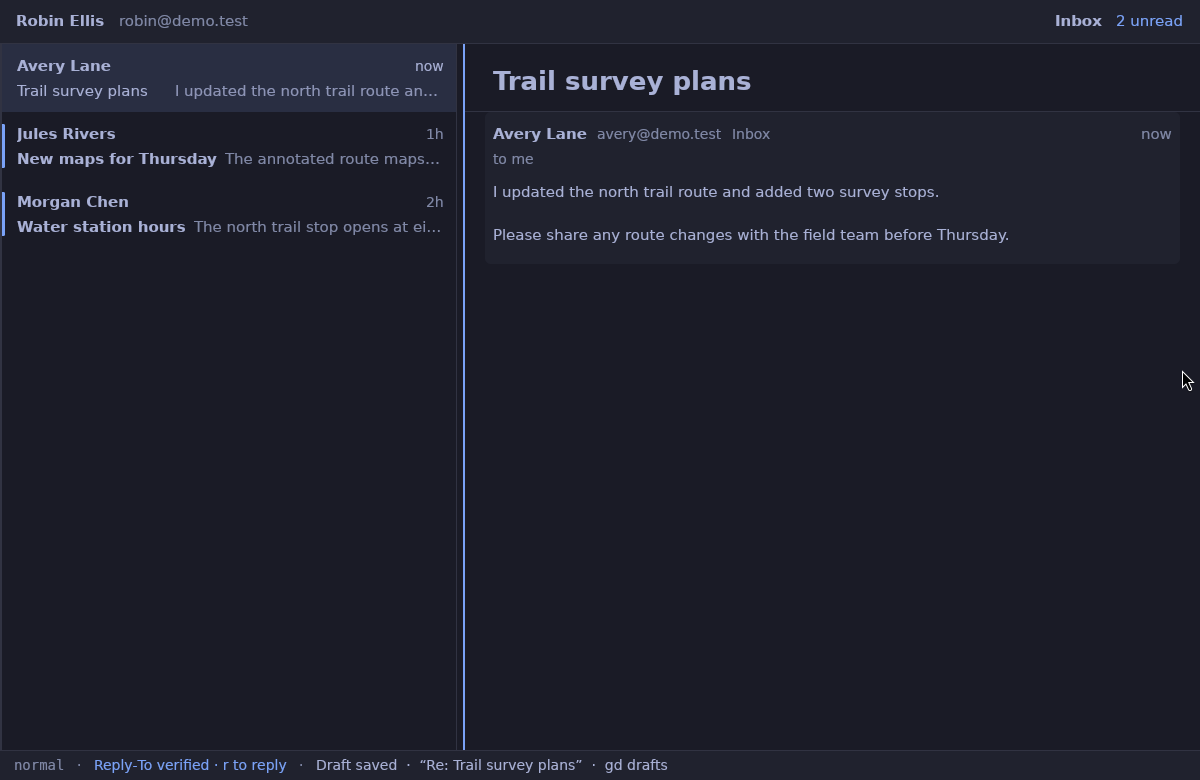 Robin Ellis robin@demo.test Inbox 2 unread
Avery Lane now
Trail survey plans I updated the north trail route an…
Jules Rivers 1h
New maps for Thursday The annotated route maps…
Morgan Chen 2h
Water station hours The north trail stop opens at ei…
Trail survey plans
Avery Lane avery@demo.test Inbox now
to me
I updated the north trail route and added two survey stops.
Please share any route changes with the field team before Thursday.
normal · Reply-To verified · r to reply · Draft saved · “Re: Trail survey plans” · gd drafts